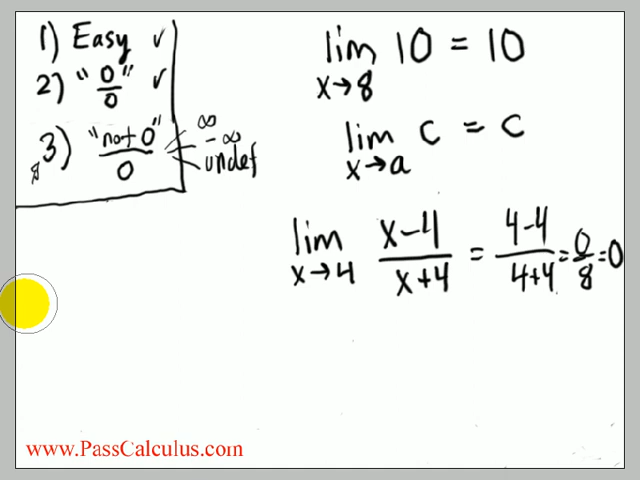 1) Easy ✓
2) "0/0" ✓
3) "not 0"/0 ∞ -∞ undef
lim x→8 10 = 10
lim x→a c = c
lim x→4 x-4/x+4 = 4-4/4+4 = 0/8 = 0
www.PassCalculus.com